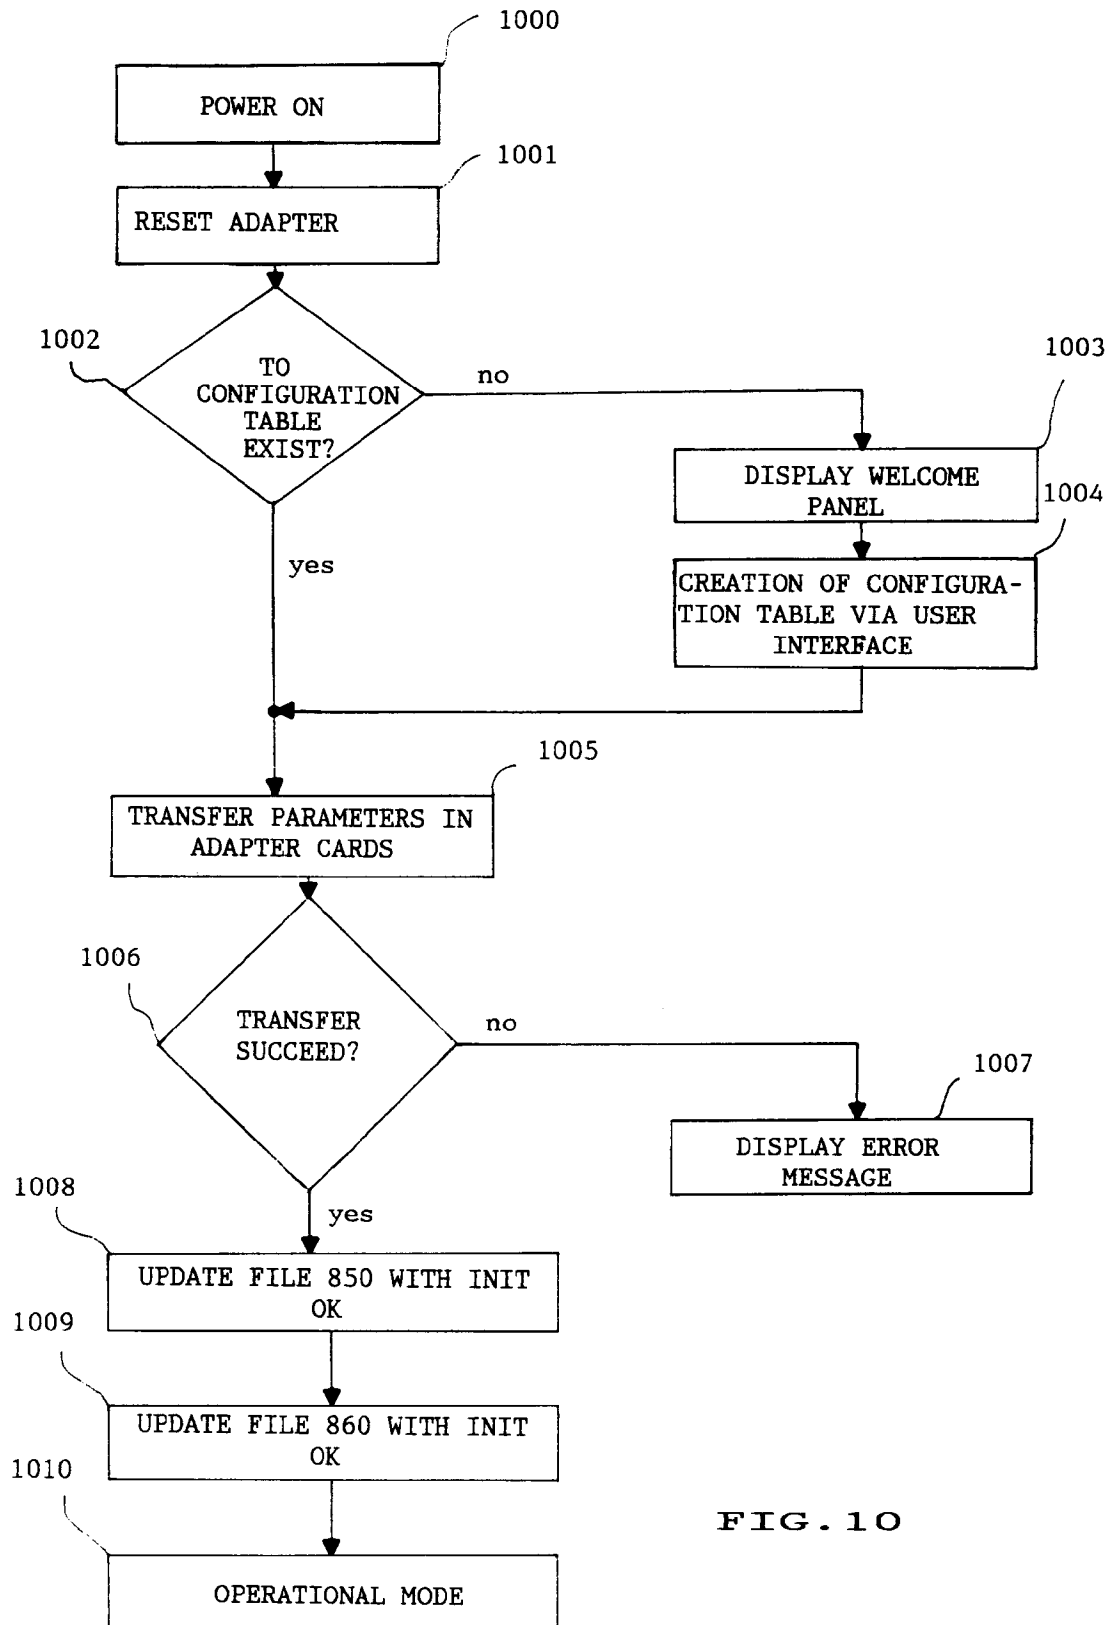 1000
POWER ON
1001
RESET ADAPTER
1002
TO
CONFIGURATION
TABLE
EXIST?
no
1003
DISPLAY WELCOME
PANEL
1004
CREATION OF CONFIGURA-
TION TABLE VIA USER
INTERFACE
yes
1005
TRANSFER PARAMETERS IN
ADAPTER CARDS
1006
TRANSFER
SUCCEED?
no
1007
DISPLAY ERROR
MESSAGE
yes
1008
UPDATE FILE 850 WITH INIT
OK
1009
UPDATE FILE 860 WITH INIT
OK
1010
OPERATIONAL MODE
FIG.10